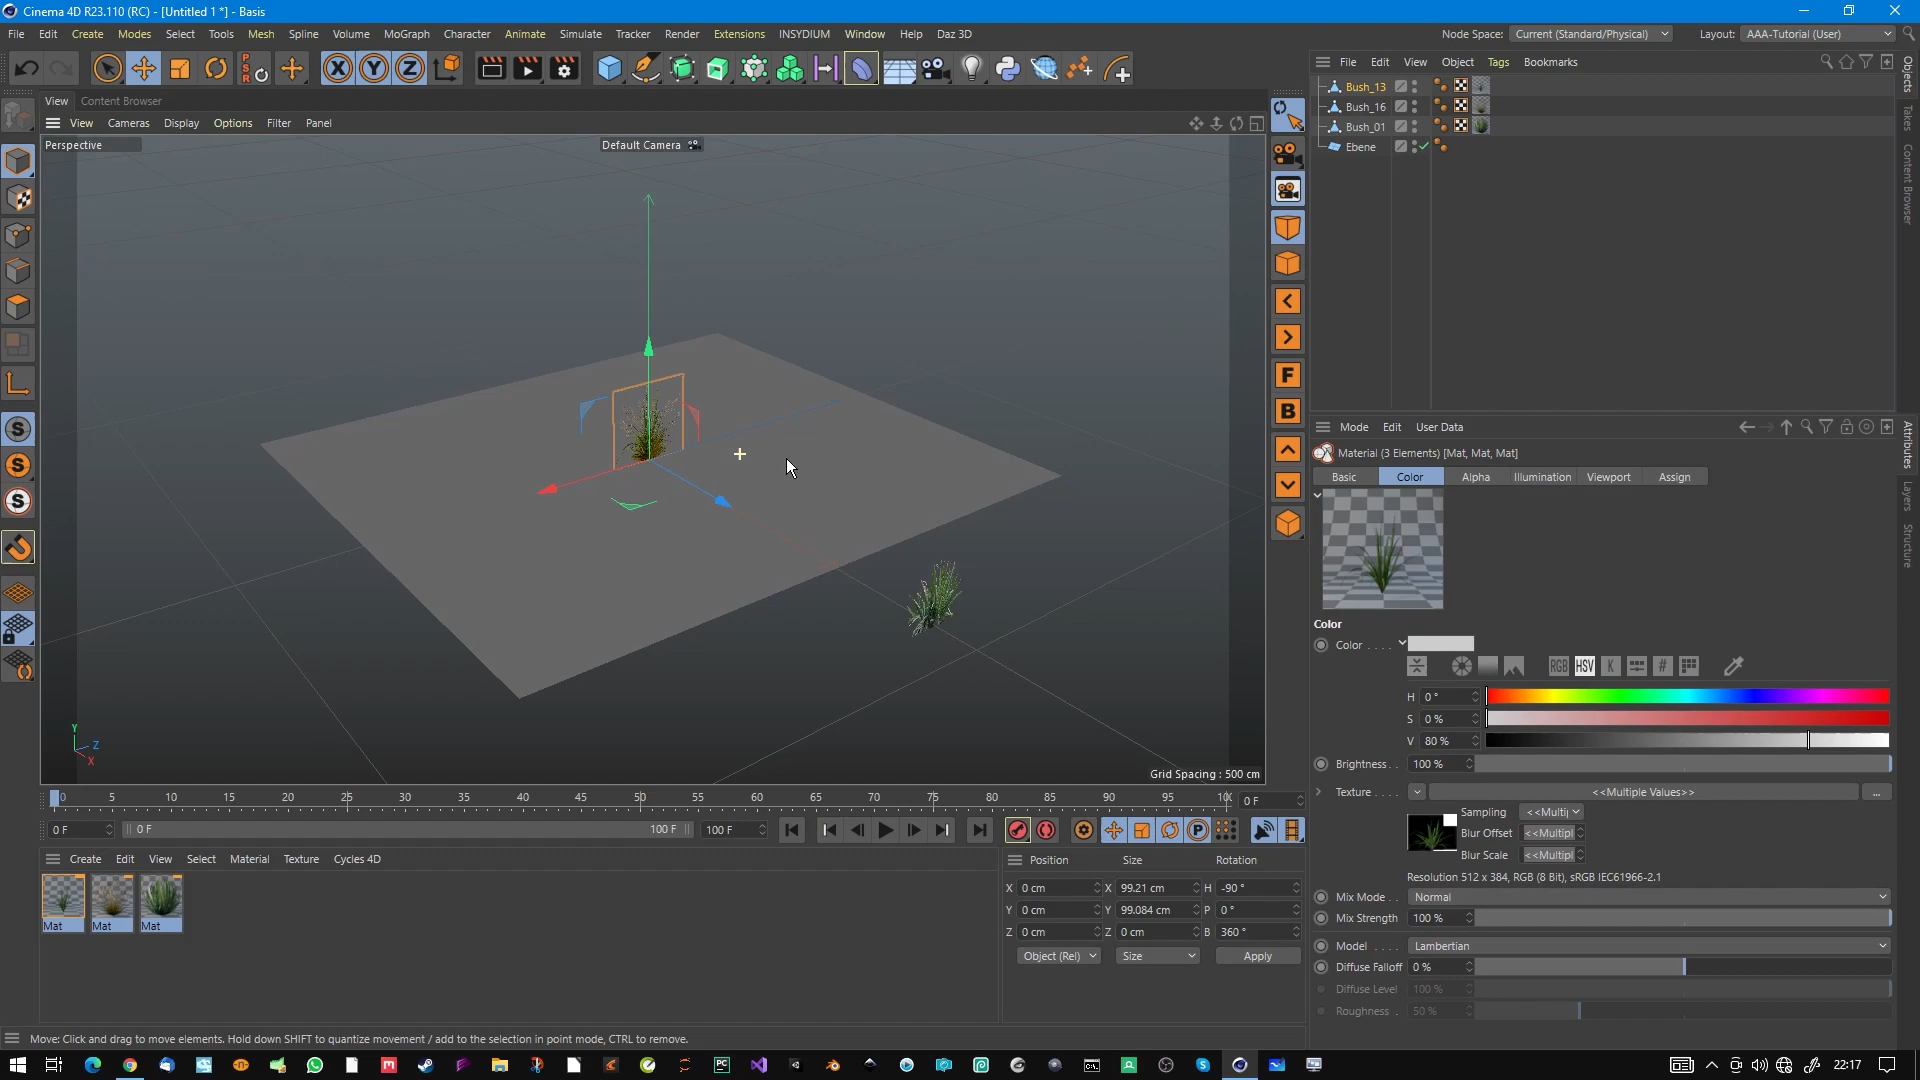 Cinema 4D R23.110 (RC) - [Untitled 1 *] - Basis
File Edit Create Modes Select Tools Mesh Spline Volume MoGraph Character Animate Simulate Tracker Render Extensions INSYDIUM Window Help Daz 3D Node Space: Current (Standard/Physical) Layout: AAA-Tutorial (User)
PSR X Y Z
File Edit View Object Tags Bookmarks
View Content Browser
View Cameras Display Options Filter Panel
Perspective
Default Camera
Bush_13
Bush_16
Bush_01
Ebene
Objects
Takes
Content Browser
F
B
S
S
S
Mode Edit User Data
Attributes
Layers
Structure
Material (3 Elements) [Mat, Mat, Mat]
Basic Color Alpha Illumination Viewport Assign
Color
Color . . . .
RGB HSV K #
H 0 °
S 0 %
V 80 %
Brightness . . 100 %
Texture . . . . <<Multiple Values>> ...
Sampling <<Multi
Blur Offset <<Multipl
Blur Scale <<Multipl
Resolution 512 x 384, RGB (8 Bit), sRGB IEC61966-2.1
Mix Mode . . Normal
Mix Strength 100 %
Model . . . . Lambertian
Diffuse Falloff 0 %
Diffuse Level 100 %
Roughness . 50 %
Y
Z
X
Grid Spacing : 500 cm
0 5 10 15 20 25 30 35 40 45 50 55 60 65 70 75 80 85 90 95 0 F
0 F 0 F 100 F 100 F P
Create Edit View Select Material Texture Cycles 4D
Mat Mat Mat
Position Size Rotation
X 0 cm X 99.21 cm H -90 °
Y 0 cm Y 99.084 cm P 0 °
Z 0 cm Z 0 cm B 360 °
Object (Rel) Size Apply
Move: Click and drag to move elements. Hold down SHIFT to quantize movement / add to the selection in point mode, CTRL to remove.
22:17